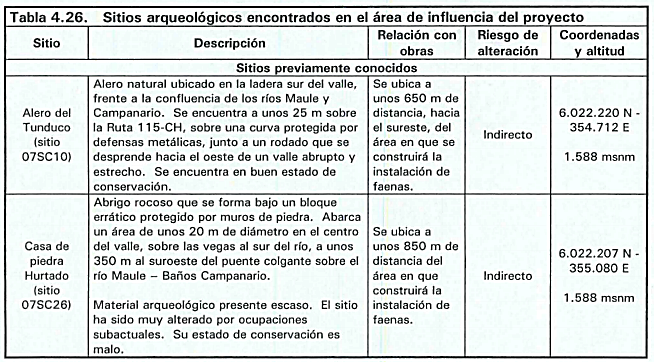 Tabla 4.26. Sitios arqueológicos encontrados en el área de influencia del proyecto
Sitio
Descripción
Relación con
obras
Riesgo de
alteración
Coordenadas
y altitud
Sitios previamente conocidos
Alero del
Tunduco
(sitio
07SC10)
Alero natural ubicado en la ladera sur del valle,
frente a la confluencia de los ríos Maule y
Campanario. Se encuentra a unos 25 m sobre
la Ruta 115-CH, sobre una curva protegida por
defensas metálicas, junto a un rodado que se
desprende hacia el oeste de un valle abrupto y
estrecho. Se encuentra en buen estado de
conservación.
Se ubica a
unos 650 m de
distancia, hacia
el sureste, del
área en que se
construirá la
instalación de
faenas.
Indirecto
6.022.220 N -
354.712 E
1.588 msnm
Casa de
piedra
Hurtado
(sitio
07SC26)
Abrigo rocoso que se forma bajo un bloque
errático protegido por muros de piedra. Abarca
un área de unos 20 m de diámetro en el centro
del valle, sobre las vegas al sur del río, a unos
350 m al suroeste del puente colgante sobre el
río Maule – Baños Campanario.
Material arqueológico presente escaso. El sitio
ha sido muy alterado por ocupaciones
subactuales. Su estado de conservación es
malo.
Se ubica a
unos 850 m de
distancia del
área en que
construirá la
instalación de
faenas.
Indirecto
6.022.207 N -
355.080 E
1.588 msnm